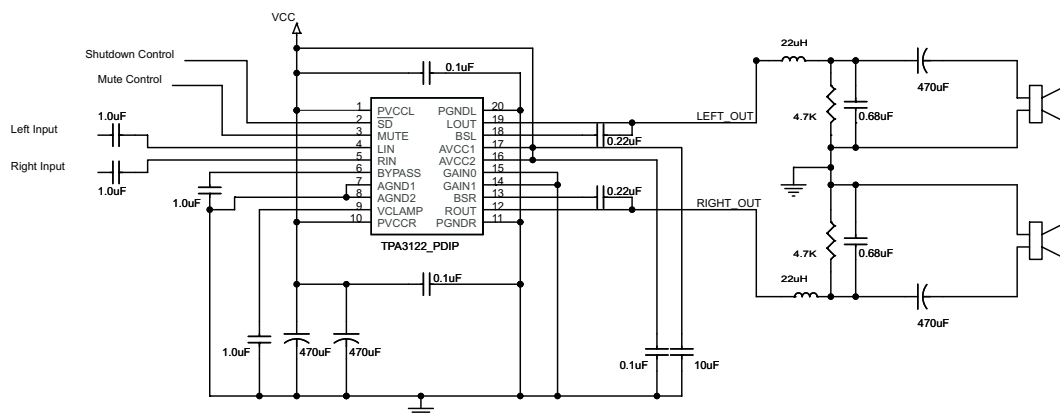 VCC
Shutdown Control
Mute Control
0.1uF
1.0uF
Left Input
Right Input
1.0uF
1.0uF
1 PVCCL PGNDL 20
2 SD LOUT 19
3 MUTE BSL 18
4 LIN AVCC1 17
5 RIN AVCC2 16
6 BYPASS GAIN0 15
7 AGND1 GAIN1 14
8 AGND2 BSR 13
9 VCLAMP ROUT 12
10 PVCCR PGNDR 11
TPA3122_PDIP
0.22uF
0.22uF
LEFT_OUT
RIGHT_OUT
22uH
4.7K
0.68uF
470uF
4.7K
0.68uF
22uH
470uF
0.1uF
1.0uF
470uF
470uF
0.1uF
10uF